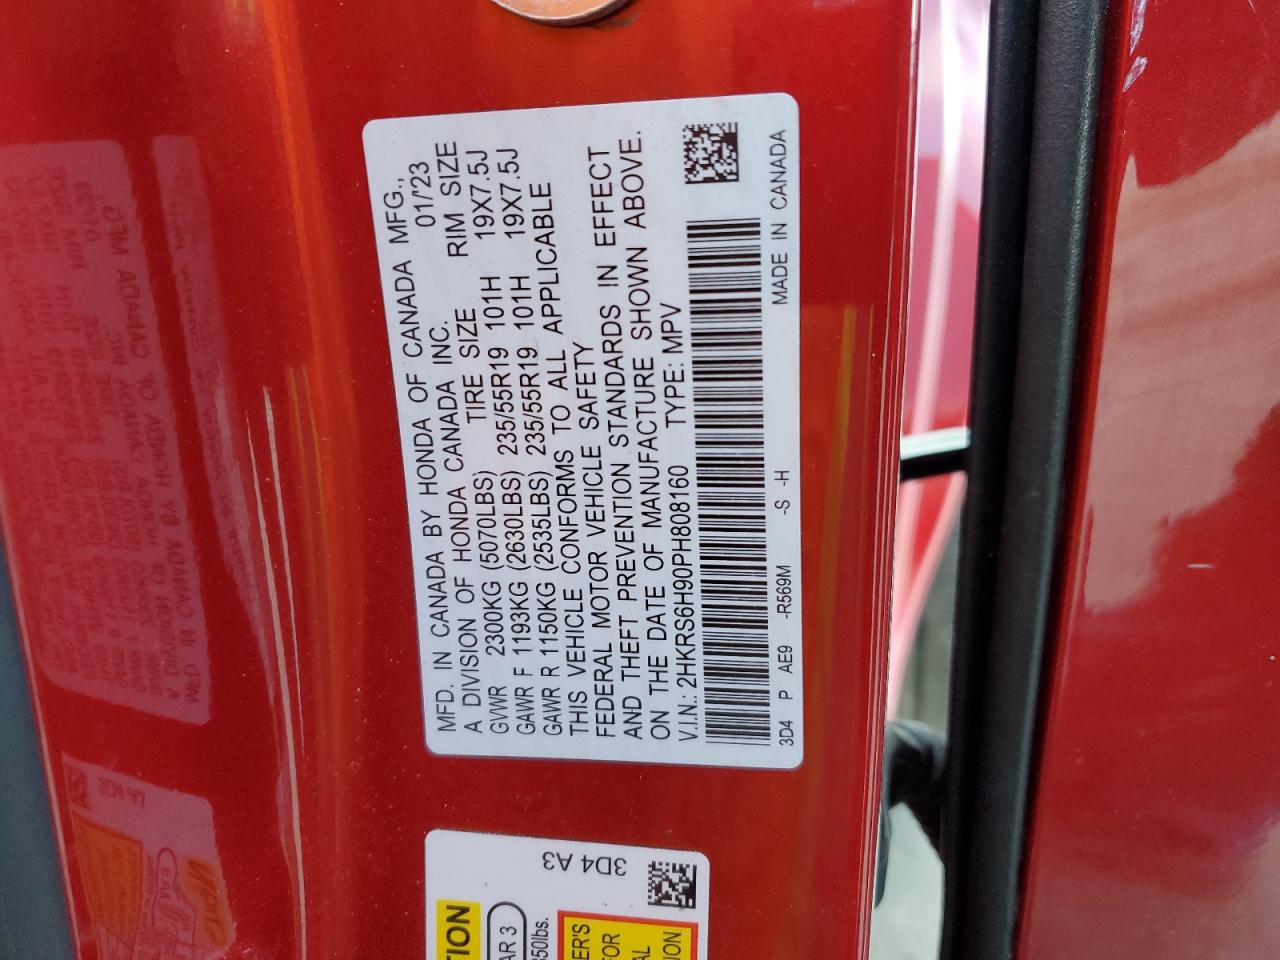 MFD. IN CANADA BY HONDA OF CANADA MFG.,
A DIVISION OF HONDA CANADA INC. 01/'23
GVWR 2300KG (5070LBS) TIRE SIZE RIM SIZE
GAWR F 1193KG (2630LBS) 235/55R19 101H 19X7.5J
GAWR R 1150KG (2535LBS) 235/55R19 101H 19X7.5J
THIS VEHICLE CONFORMS TO ALL APPLICABLE
FEDERAL MOTOR VEHICLE SAFETY
AND THEFT PREVENTION STANDARDS IN EFFECT
ON THE DATE OF MANUFACTURE SHOWN ABOVE.
V.I.N.: 2HKRS6H90PH808160 TYPE: MPV
3D4 P AE9 -R569M -S -H MADE IN CANADA
3D4 A3
350lbs.